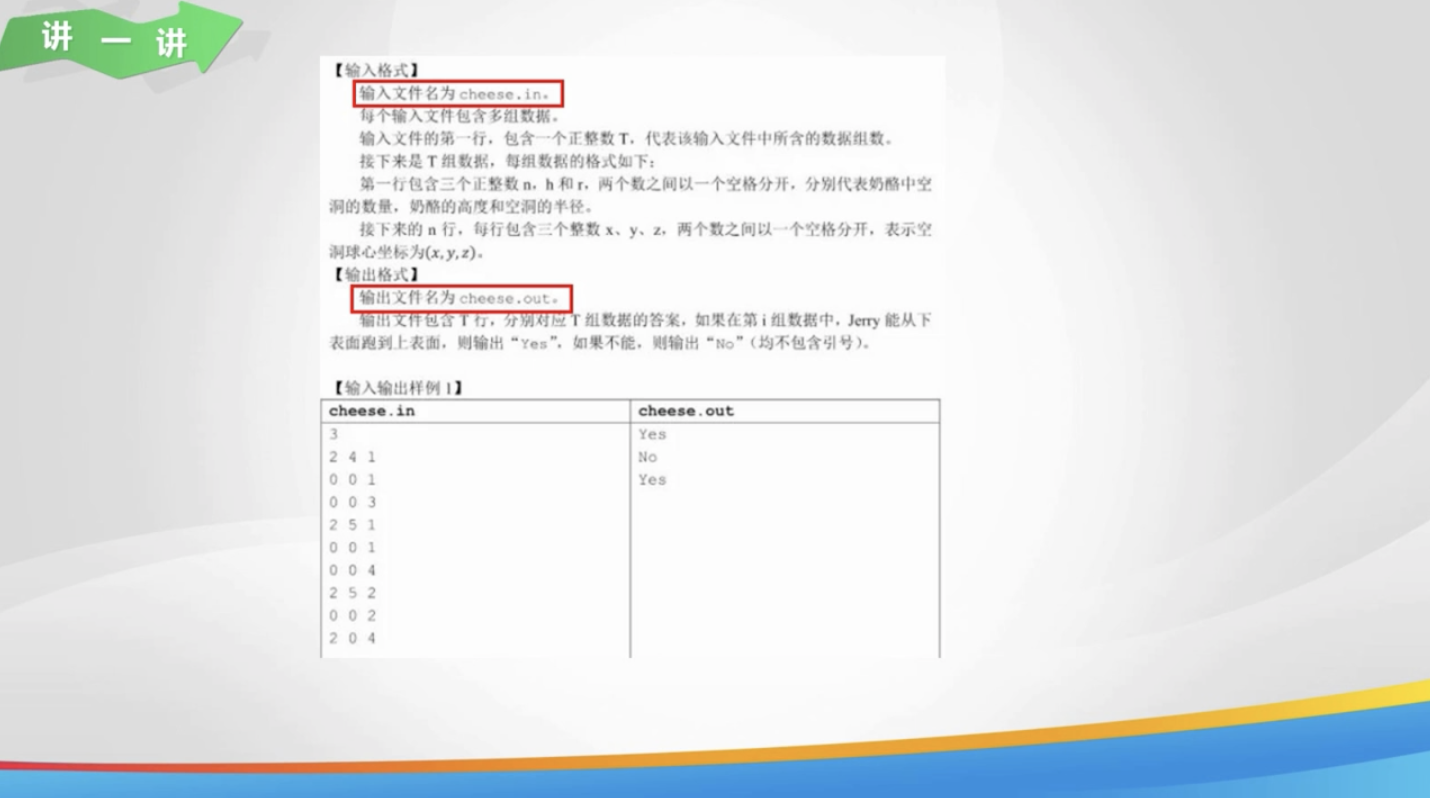 讲一讲
【输入格式】
输入文件名为 cheese.in。
每个输入文件包含多组数据。
输入文件的第一行，包含一个正整数 T，代表该输入文件中所含的数据组数。
接下来是 T 组数据，每组数据的格式如下：
第一行包含三个正整数 n，h 和 r，两个数之间以一个空格分开，分别代表奶酪中空
洞的数量，奶酪的高度和空洞的半径。
接下来的 n 行，每行包含三个整数 x、y、z，两个数之间以一个空格分开，表示空
洞球心坐标为(x,y,z)。
【输出格式】
输出文件名为 cheese.out。
输出文件包含 T 行，分别对应 T 组数据的答案，如果在第 i 组数据中，Jerry 能从下
表面跑到上表面，则输出“Yes”，如果不能，则输出“No”（均不包含引号）。
【输入输出样例 1】
cheese.in cheese.out
3 Yes
2 4 1 No
0 0 1 Yes
0 0 3
2 5 1
0 0 1
0 0 4
2 5 2
0 0 2
2 0 4